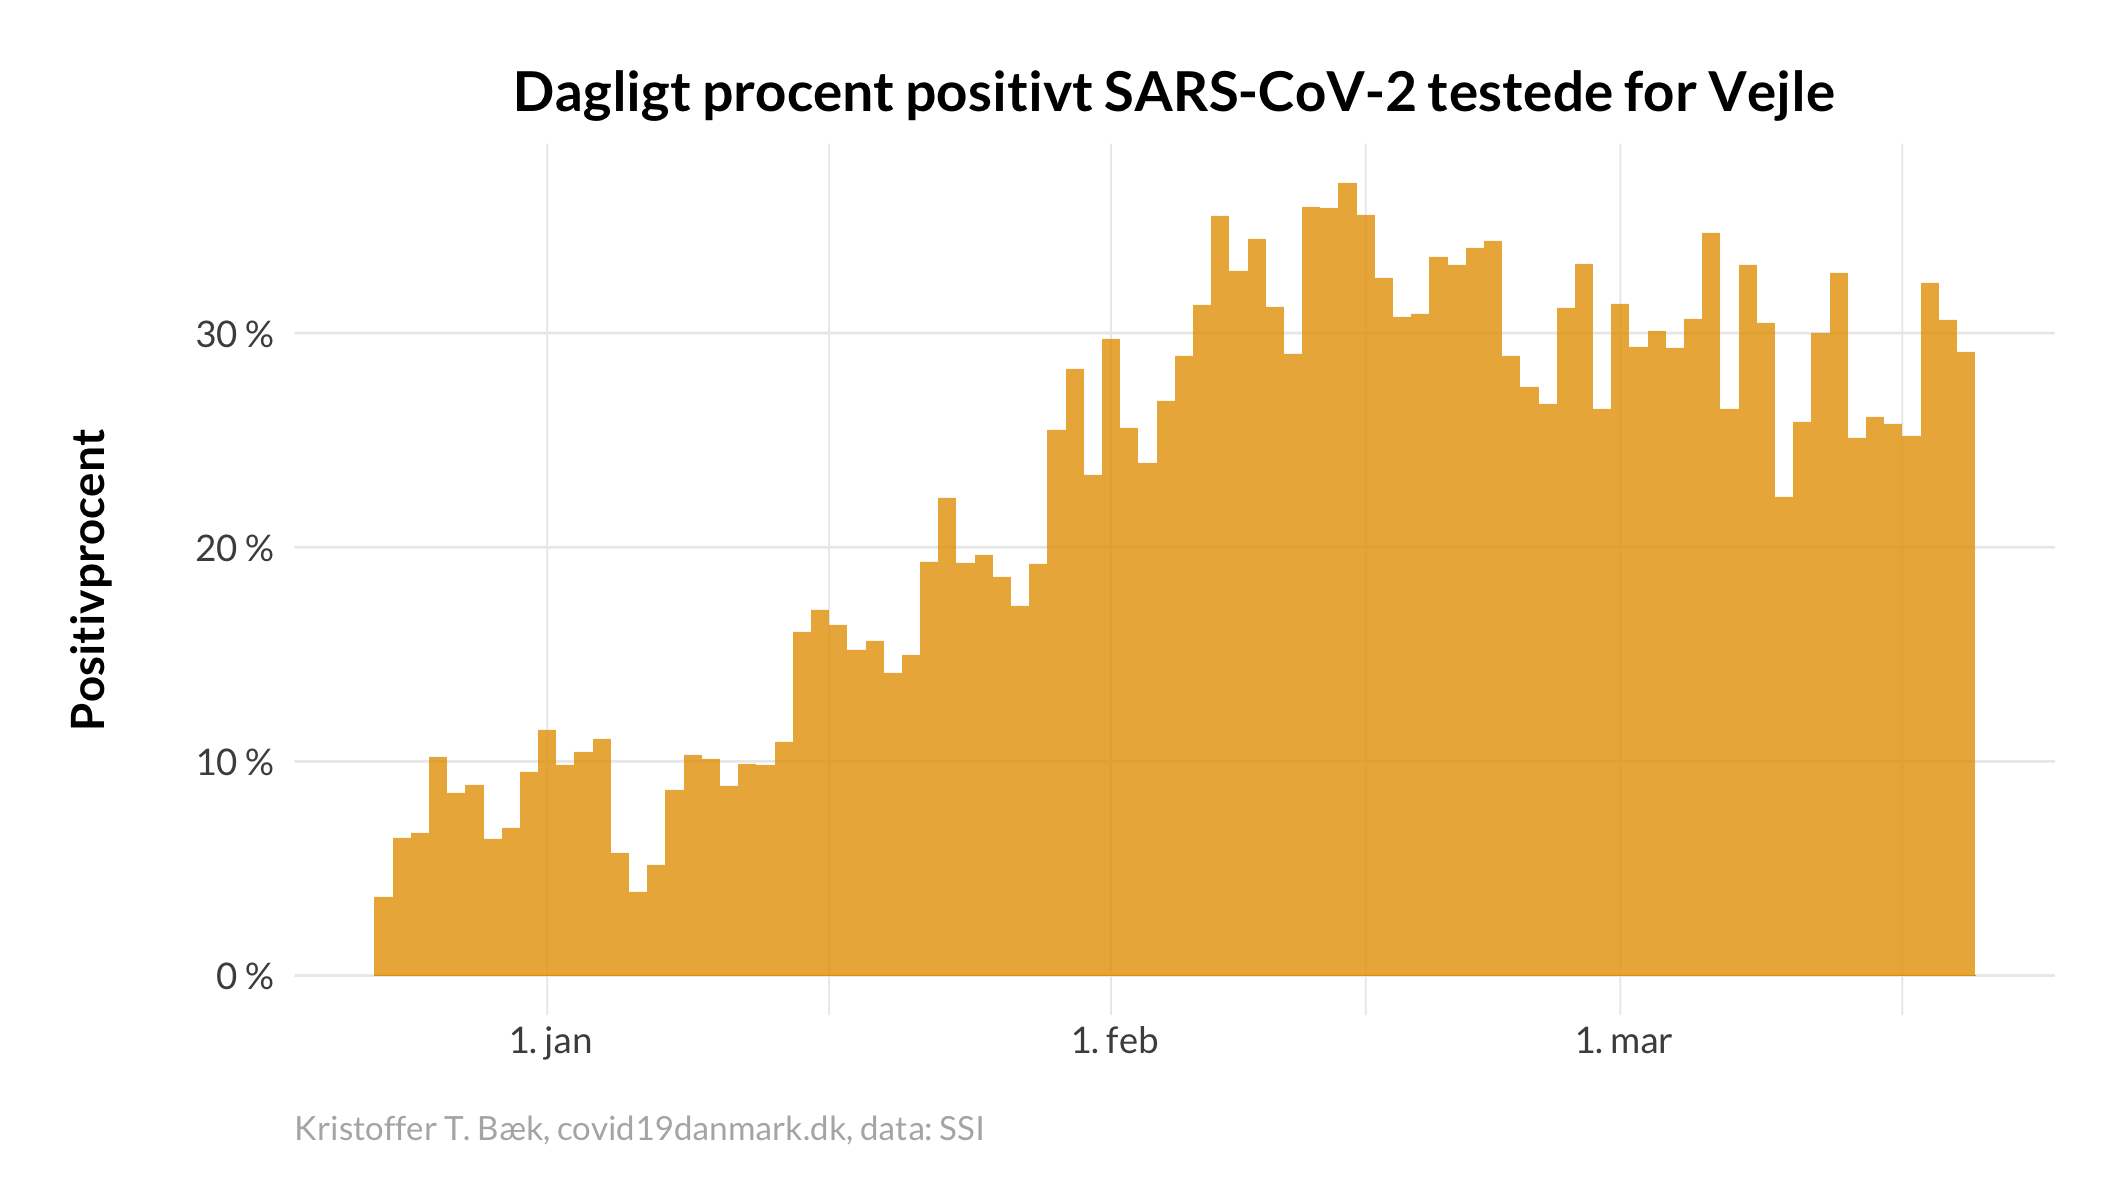 Dagligt procent positivt SARS-CoV-2 testede for Vejle
Positivprocent
30 %
20 %
10 %
0 %
1. jan
1. feb
1. mar
Kristoffer T. Bæk, covid19danmark.dk, data: SSI